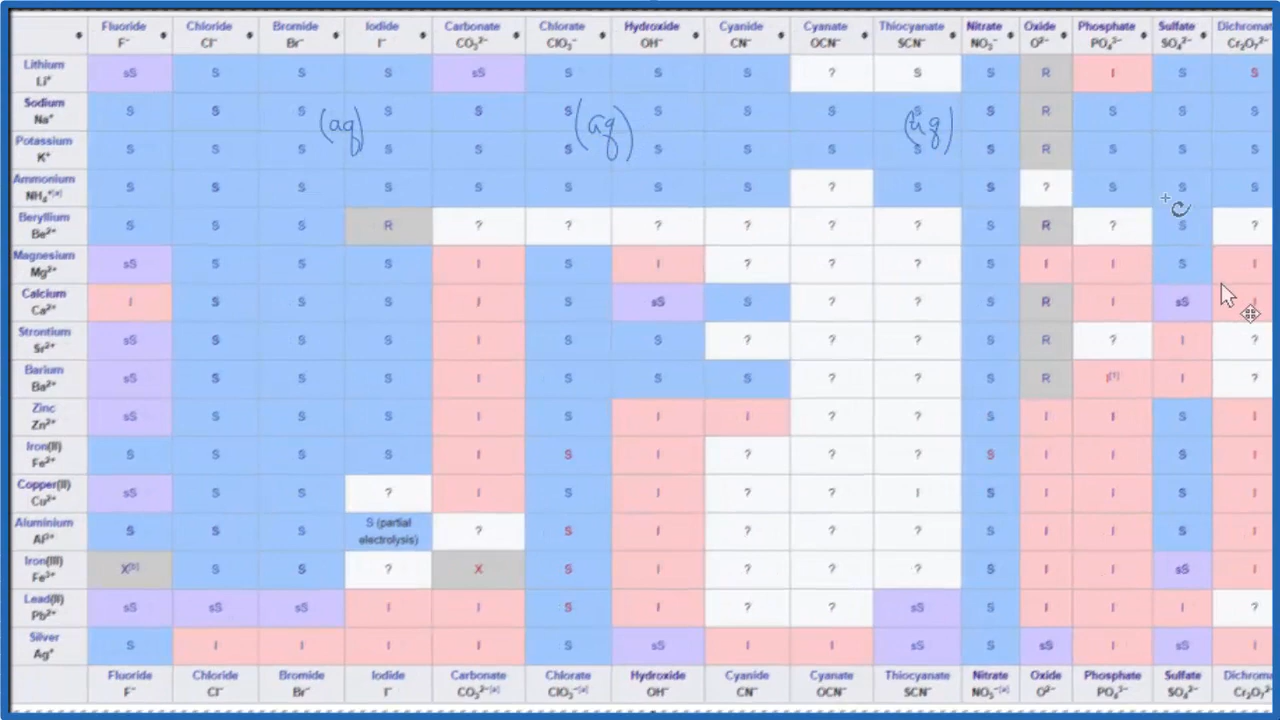 Fluoride Chloride Bromide Iodide Carbonate Chlorate Hydroxide Cyanide Cyanate Thiocyanate Nitrate Oxide Phosphate Sulfate Dichroma
F⁻ Cl⁻ Br⁻ I⁻ CO₃²⁻ ClO₃⁻ OH⁻ CN⁻ OCN⁻ SCN⁻ NO₃⁻ O²⁻ PO₄³⁻ SO₄²⁻ Cr₂O₇²⁻
Lithium Li⁺ sS S S S sS S S S ? S S R I S S
Sodium Na⁺ S S S S S S S S S S S R S S S
(aq) (aq) (aq)
Potassium K⁺ S S S S S S S S S S S R S S S
Ammonium NH₄⁺[a] S S S S S S S S ? S S ? S S S
Beryllium Be²⁺ S S S R ? ? ? ? ? ? S R ? S ?
Magnesium Mg²⁺ sS S S S I S I ? ? ? S I I S I
Calcium Ca²⁺ I S S S I S sS S ? ? S R I sS I
Strontium Sr²⁺ sS S S S I S S ? ? ? S R ? I ?
Barium Ba²⁺ sS S S S I S S S ? ? S R I[1] I ?
Zinc Zn²⁺ sS S S S I S I I ? ? S I I S I
Iron(II) Fe²⁺ S S S S I S I ? ? ? S I I S I
Copper(II) Cu²⁺ sS S S ? I S I ? ? I S I I S I
Aluminium Al³⁺ S S S S (partial electrolysis) ? S I ? ? ? S I I S I
Iron(III) Fe³⁺ X S S ? X S I ? ? ? S I I sS I
Lead(II) Pb²⁺ sS sS sS I I S I ? ? sS S I I I ?
Silver Ag⁺ S I I I I S sS I I sS S sS I sS I
Fluoride Chloride Bromide Iodide Carbonate Chlorate Hydroxide Cyanide Cyanate Thiocyanate Nitrate Oxide Phosphate Sulfate Dichroma
F⁻ Cl⁻ Br⁻ I⁻ CO₃²⁻[a] ClO₃⁻[a] OH⁻ CN⁻ OCN⁻ SCN⁻ NO₃⁻[a] O²⁻ PO₄³⁻ SO₄²⁻ Cr₂O₇²⁻